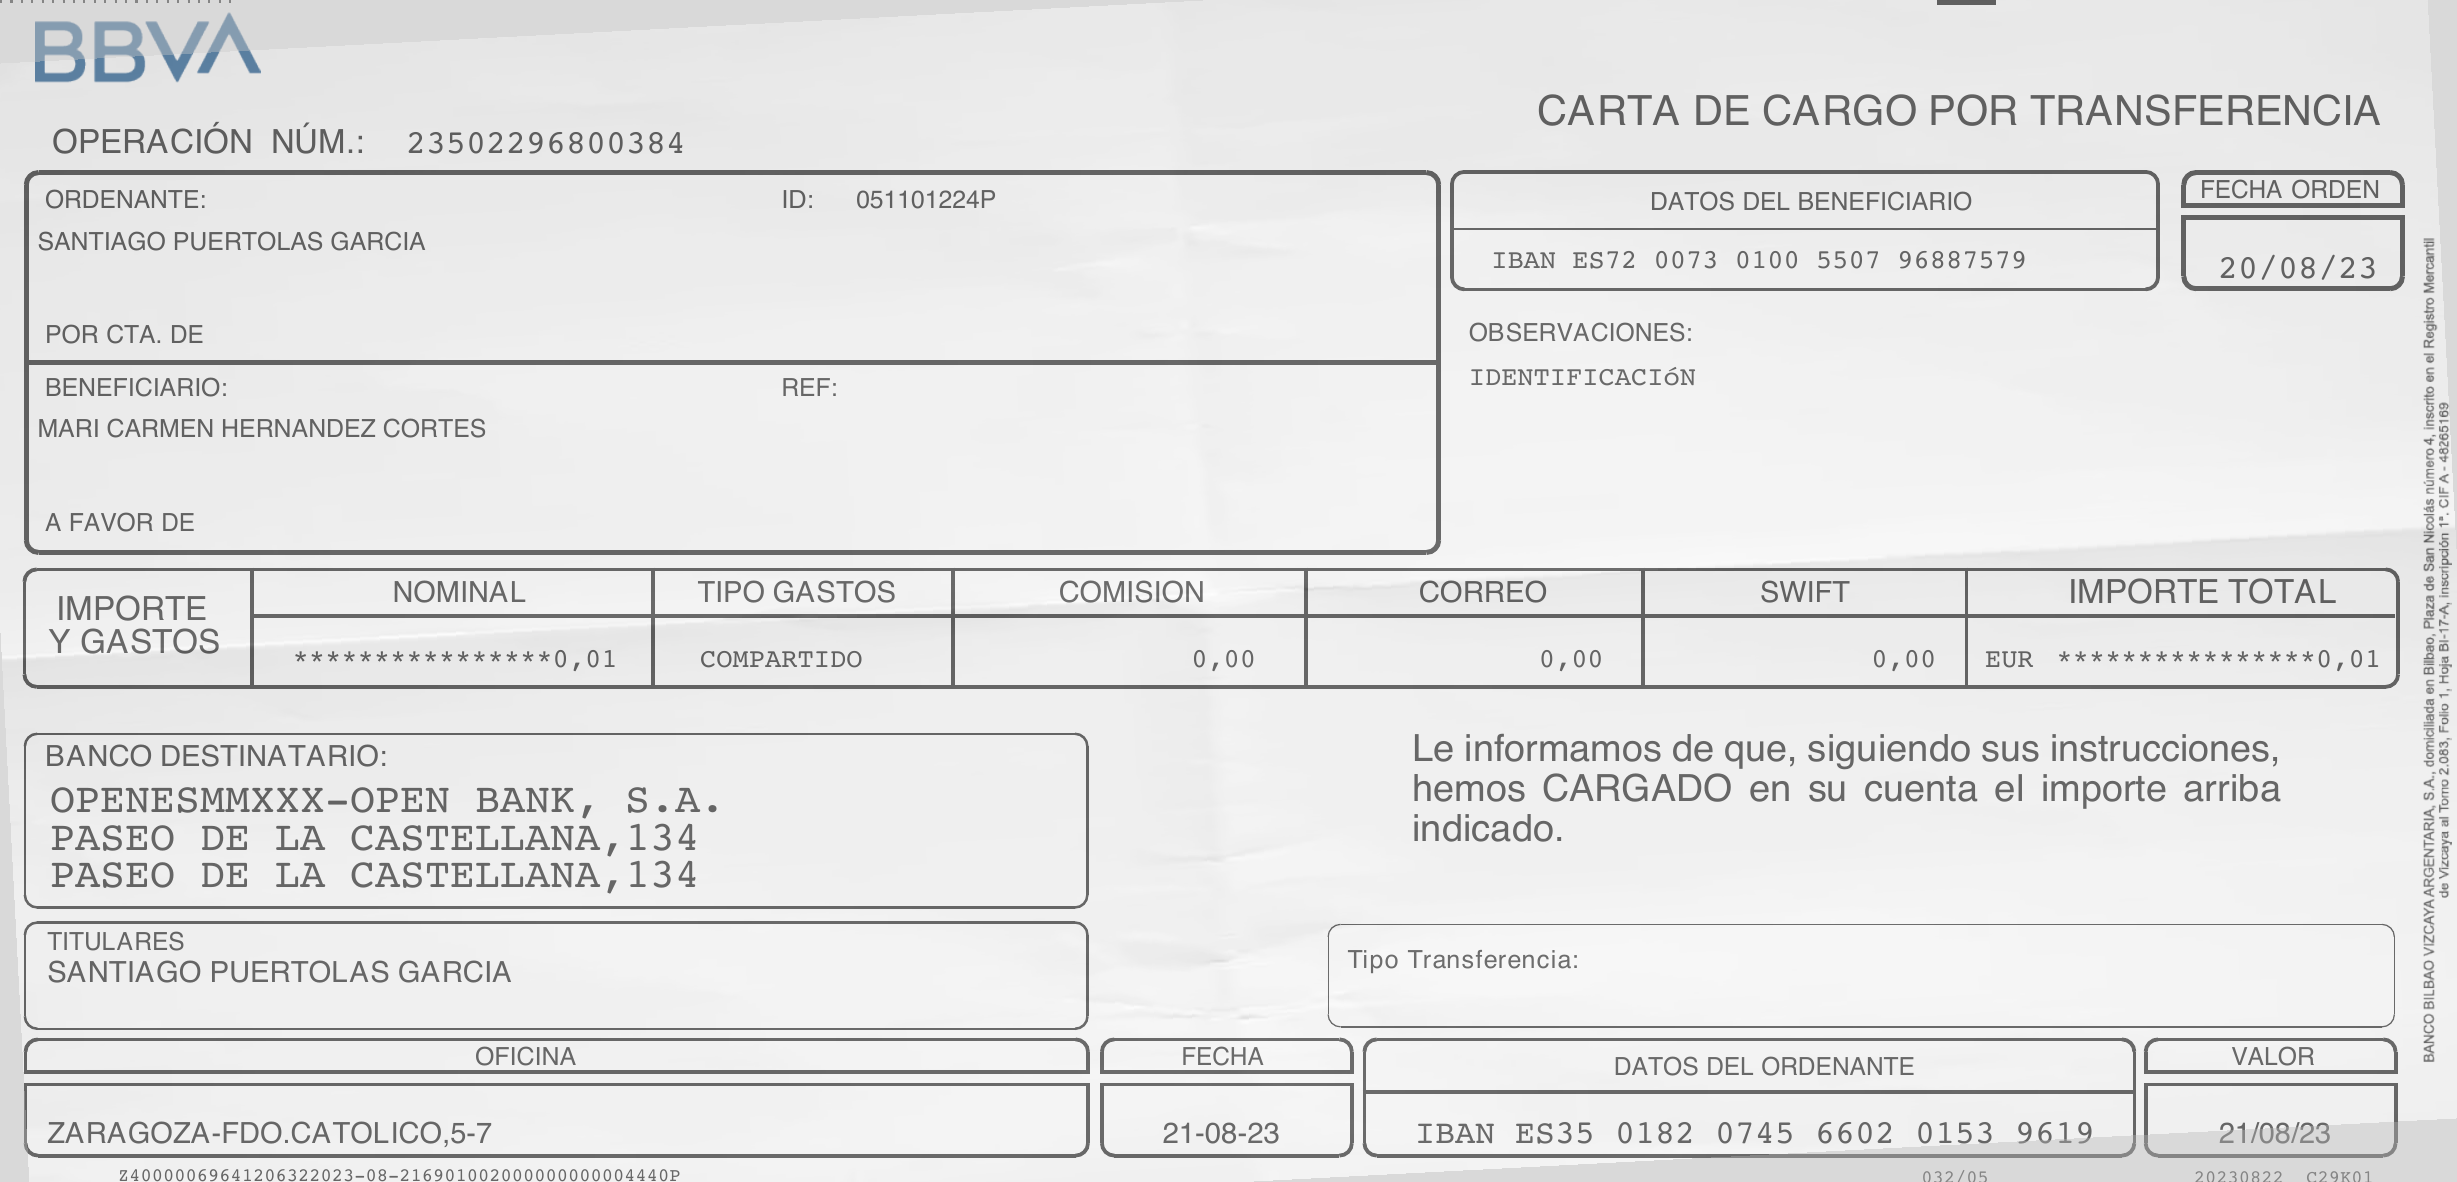 BBVA
CARTA DE CARGO POR TRANSFERENCIA
OPERACIÓN NÚM.: 23502296800384
ORDENANTE: ID: 051101224P
SANTIAGO PUERTOLAS GARCIA
POR CTA. DE
BENEFICIARIO: REF:
MARI CARMEN HERNANDEZ CORTES
A FAVOR DE
DATOS DEL BENEFICIARIO
IBAN ES72 0073 0100 5507 96887579
FECHA ORDEN
20/08/23
OBSERVACIONES:
IDENTIFICACIóN
IMPORTE
Y GASTOS
NOMINAL TIPO GASTOS COMISION CORREO SWIFT IMPORTE TOTAL
****************0,01 COMPARTIDO 0,00 0,00 0,00 EUR ****************0,01
BANCO DESTINATARIO:
OPENESMMXXX-OPEN BANK, S.A.
PASEO DE LA CASTELLANA,134
PASEO DE LA CASTELLANA,134
Le informamos de que, siguiendo sus instrucciones,
hemos CARGADO en su cuenta el importe arriba
indicado.
TITULARES
SANTIAGO PUERTOLAS GARCIA
Tipo Transferencia:
OFICINA
ZARAGOZA-FDO.CATOLICO,5-7
FECHA
21-08-23
DATOS DEL ORDENANTE
IBAN ES35 0182 0745 6602 0153 9619
VALOR
21/08/23
Z40000069641206322023-08-2169010020000000000004440P 032/05 20230822 C29K01
BANCO BILBAO VIZCAYA ARGENTARIA, S.A., domiciliada en Bilbao, Plaza de San Nicolás número 4, inscrito en el Registro Mercantil
de Vizcaya al Tomo 2.083, Folio 1, Hoja BI-17-A, inscripción 1ª. CIF A - 48265169